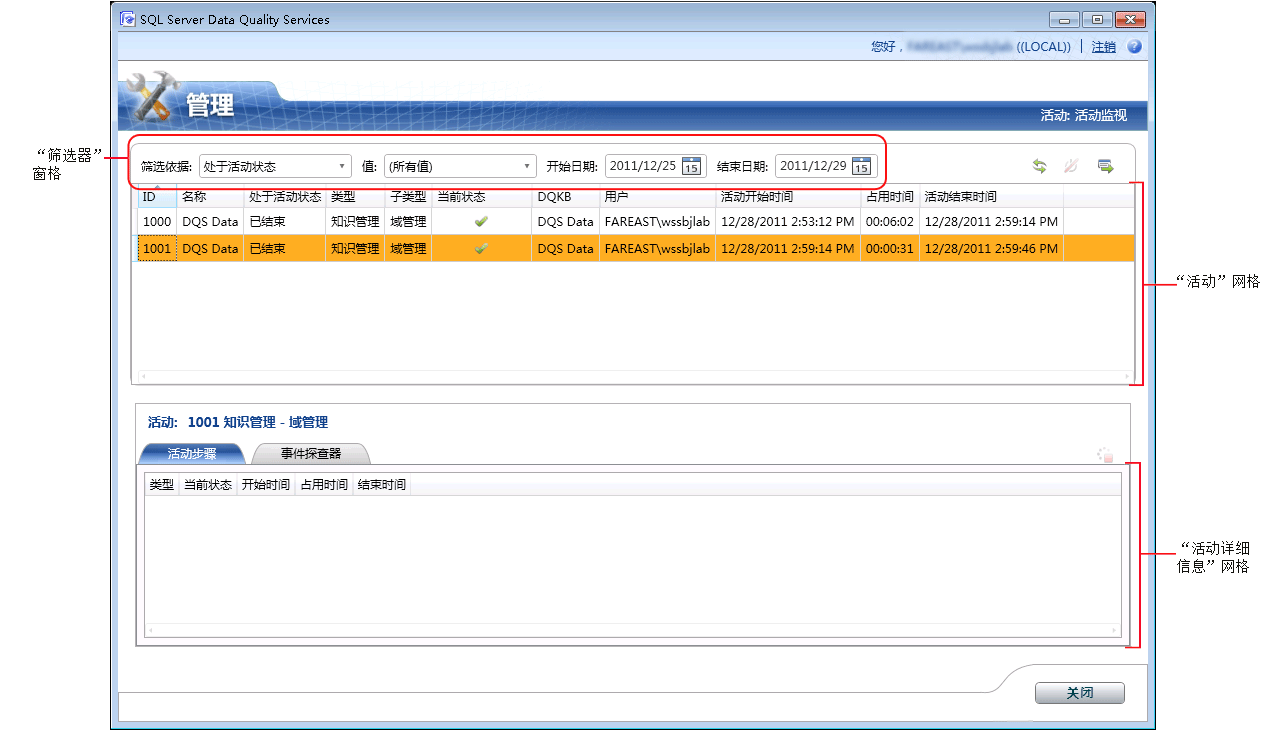 SQL Server Data Quality Services
您好， ((LOCAL)) | 注销
管理
活动: 活动监视
“筛选器”
窗格
筛选依据: 处于活动状态 值: (所有值) 开始日期: 2011/12/25 15 结束日期: 2011/12/29 15
ID 名称 处于活动状态 类型 子类型 当前状态 DQKB 用户 活动开始时间 占用时间 活动结束时间
1000 DQS Data 已结束 知识管理 域管理 DQS Data FAREAST\wssbjlab 12/28/2011 2:53:12 PM 00:06:02 12/28/2011 2:59:14 PM
1001 DQS Data 已结束 知识管理 域管理 DQS Data FAREAST\wssbjlab 12/28/2011 2:59:14 PM 00:00:31 12/28/2011 2:59:46 PM
“活动” 网格
活动: 1001 知识管理 - 域管理
活动步骤 事件探查器
类型 当前状态 开始时间 占用时间 结束时间
“活动详细
信息” 网格
关闭